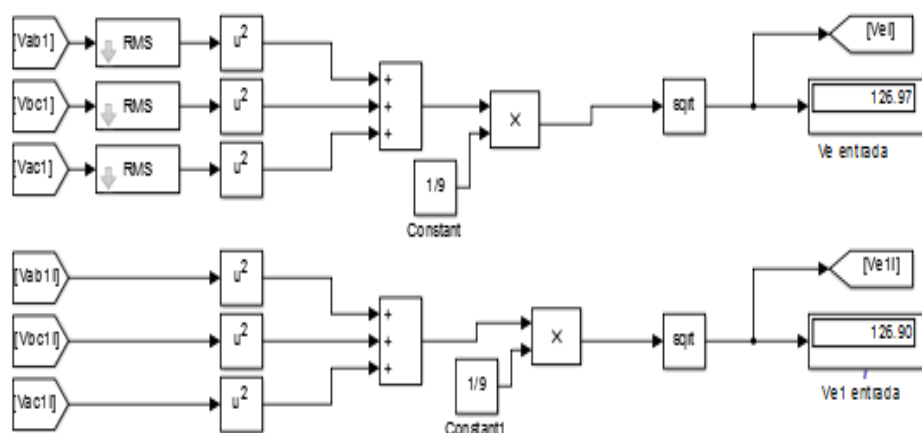 [Vab1] RMS u² [VeI]
+
[Vbc1] RMS u² + X sqrt 126.97
+
[Vac1] RMS u² 1/9 Ve entrada
Constant
[Vab1I] u² [Ve1I]
+
[Vbc1I] u² + X sqrt 126.90
+
[Vac1I] u² 1/9 Ve1 entrada
Constant1